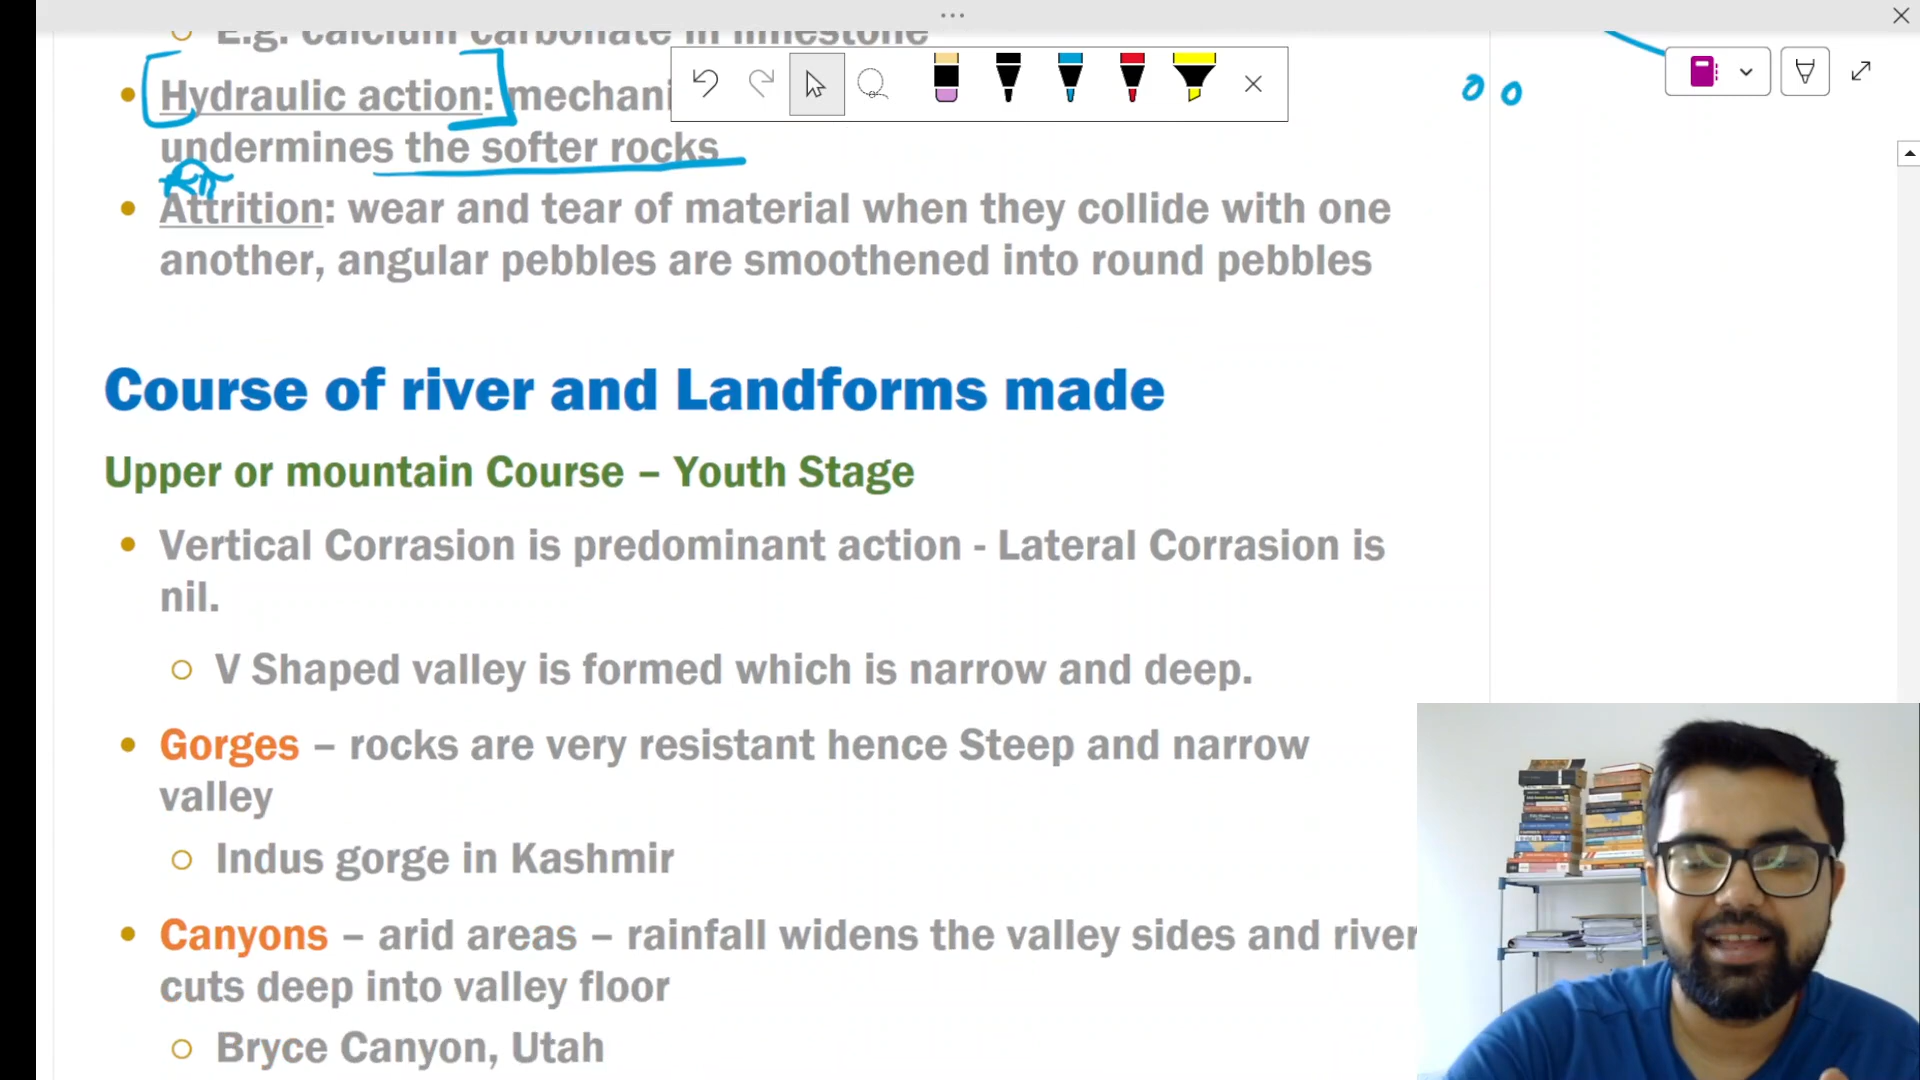 E.g. calcium carbonate in limestone
Hydraulic action: mechani
undermines the softer rocks
Attrition: wear and tear of material when they collide with one
another, angular pebbles are smoothened into round pebbles
Course of river and Landforms made
Upper or mountain Course – Youth Stage
Vertical Corrasion is predominant action - Lateral Corrasion is
nil.
V Shaped valley is formed which is narrow and deep.
Gorges – rocks are very resistant hence Steep and narrow
valley
Indus gorge in Kashmir
Canyons – arid areas – rainfall widens the valley sides and river
cuts deep into valley floor
Bryce Canyon, Utah